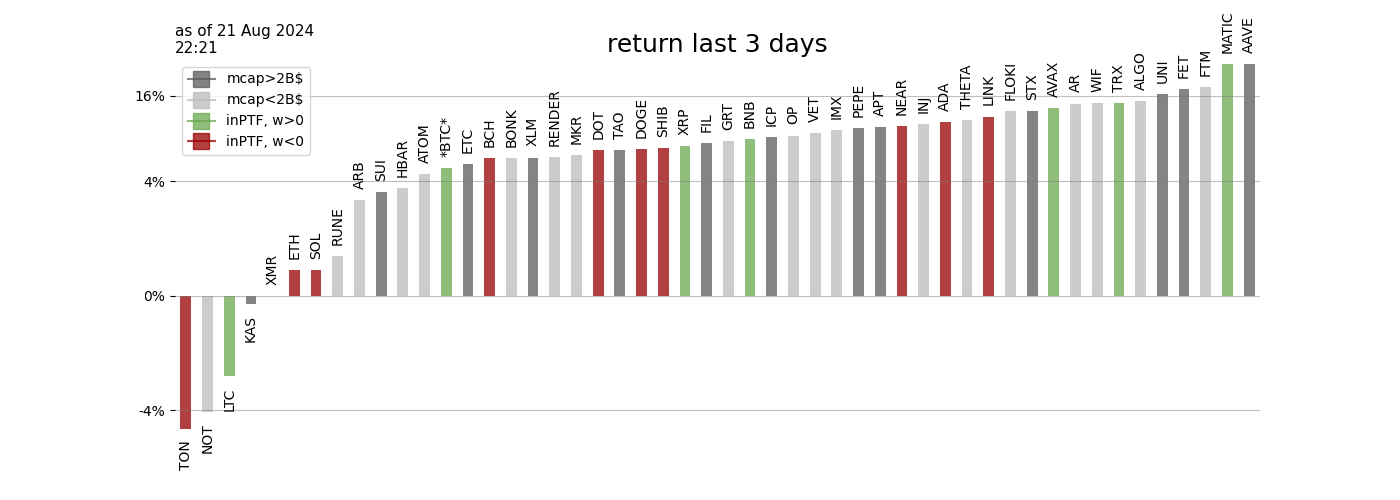 as of 21 Aug 2024
22:21
return last 3 days
mcap>2B$
mcap<2B$
inPTF, w>0
inPTF, w<0
16%
4%
0%
-4%
TON
NOT
LTC
KAS
XMR
ETH
SOL
RUNE
ARB
SUI
HBAR
ATOM
*BTC*
ETC
BCH
BONK
XLM
RENDER
MKR
DOT
TAO
DOGE
SHIB
XRP
FIL
GRT
BNB
ICP
OP
VET
IMX
PEPE
APT
NEAR
INJ
ADA
THETA
LINK
FLOKI
STX
AVAX
AR
WIF
TRX
ALGO
UNI
FET
FTM
MATIC
AAVE